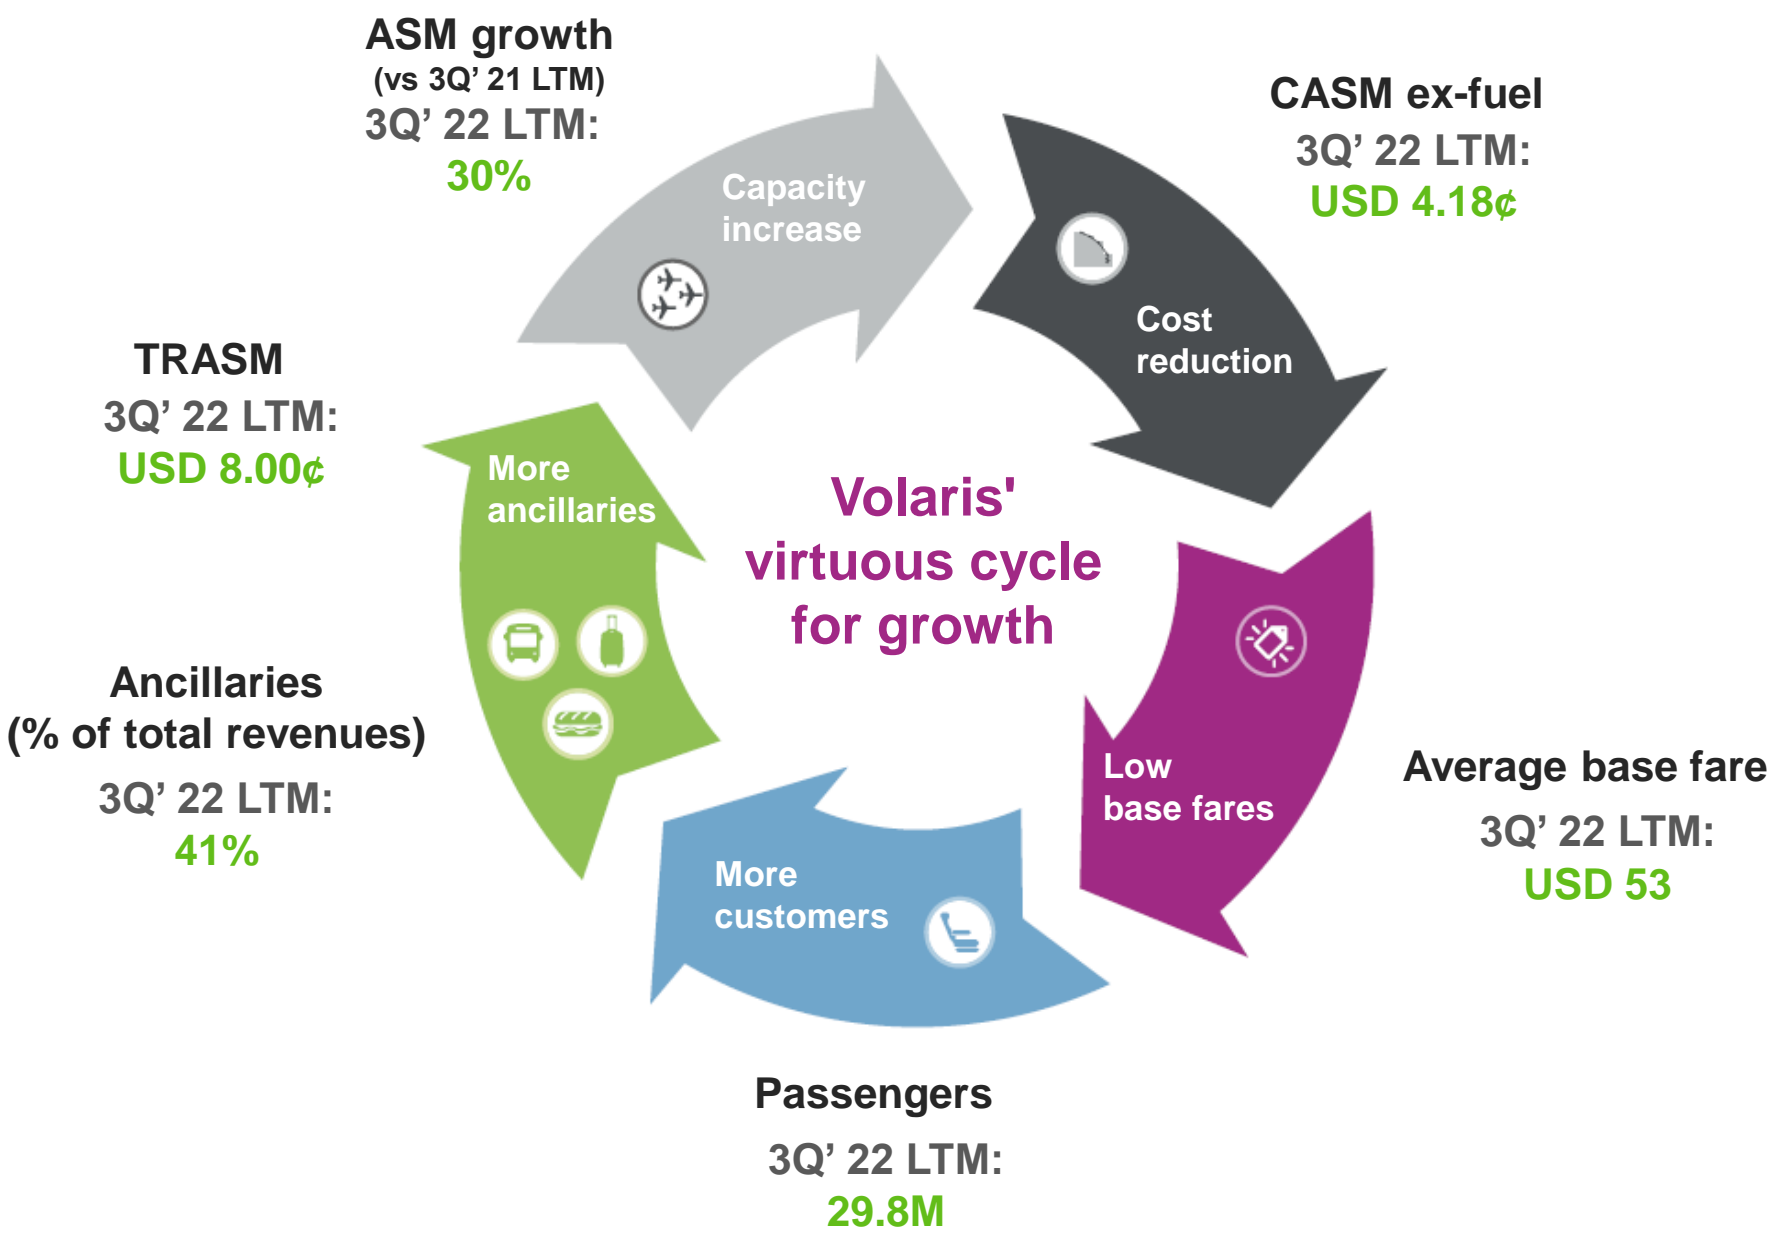 ASM growth
(vs 3Q’ 21 LTM)
3Q’ 22 LTM:
30%
CASM ex-fuel
3Q’ 22 LTM:
USD 4.18¢
Capacity
increase
Cost
reduction
TRASM
3Q’ 22 LTM:
USD 8.00¢
More
ancillaries
Volaris'
virtuous cycle
for growth
Ancillaries
(% of total revenues)
3Q’ 22 LTM:
41%
Low
base fares
Average base fare
3Q’ 22 LTM:
USD 53
More
customers
Passengers
3Q’ 22 LTM:
29.8M